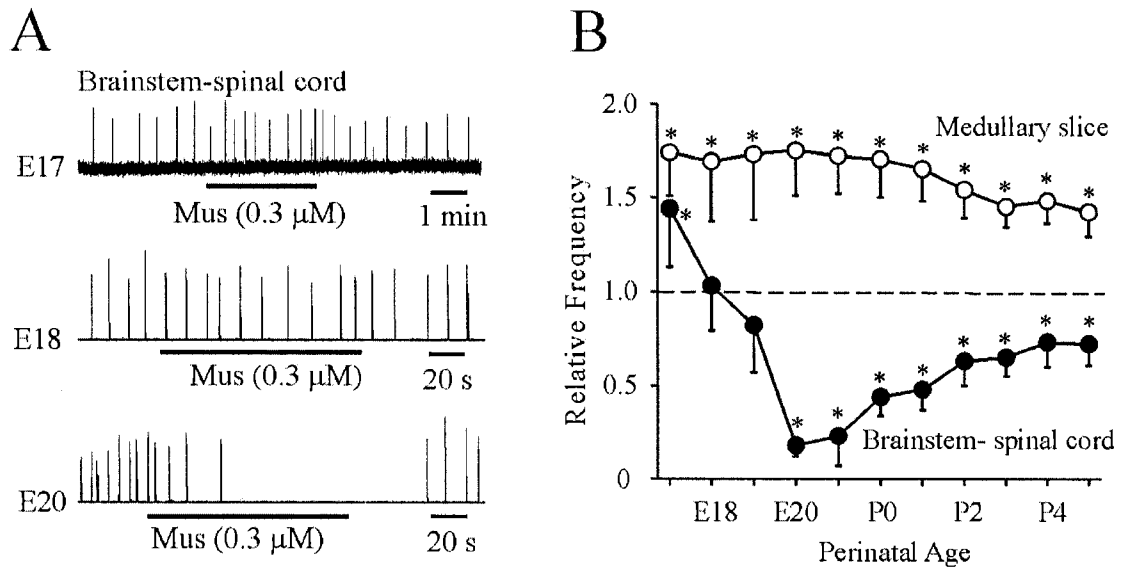 A
Brainstem-spinal cord
E17
Mus (0.3 μM)
1 min
E18
Mus (0.3 μM)
20 s
E20
Mus (0.3 μM)
20 s
B
Relative Frequency
2.0
1.5
1.0
0.5
0
Medullary slice
* * * * * * * * * * *
*
* * * * * * * *
Brainstem- spinal cord
E18 E20 P0 P2 P4
Perinatal Age